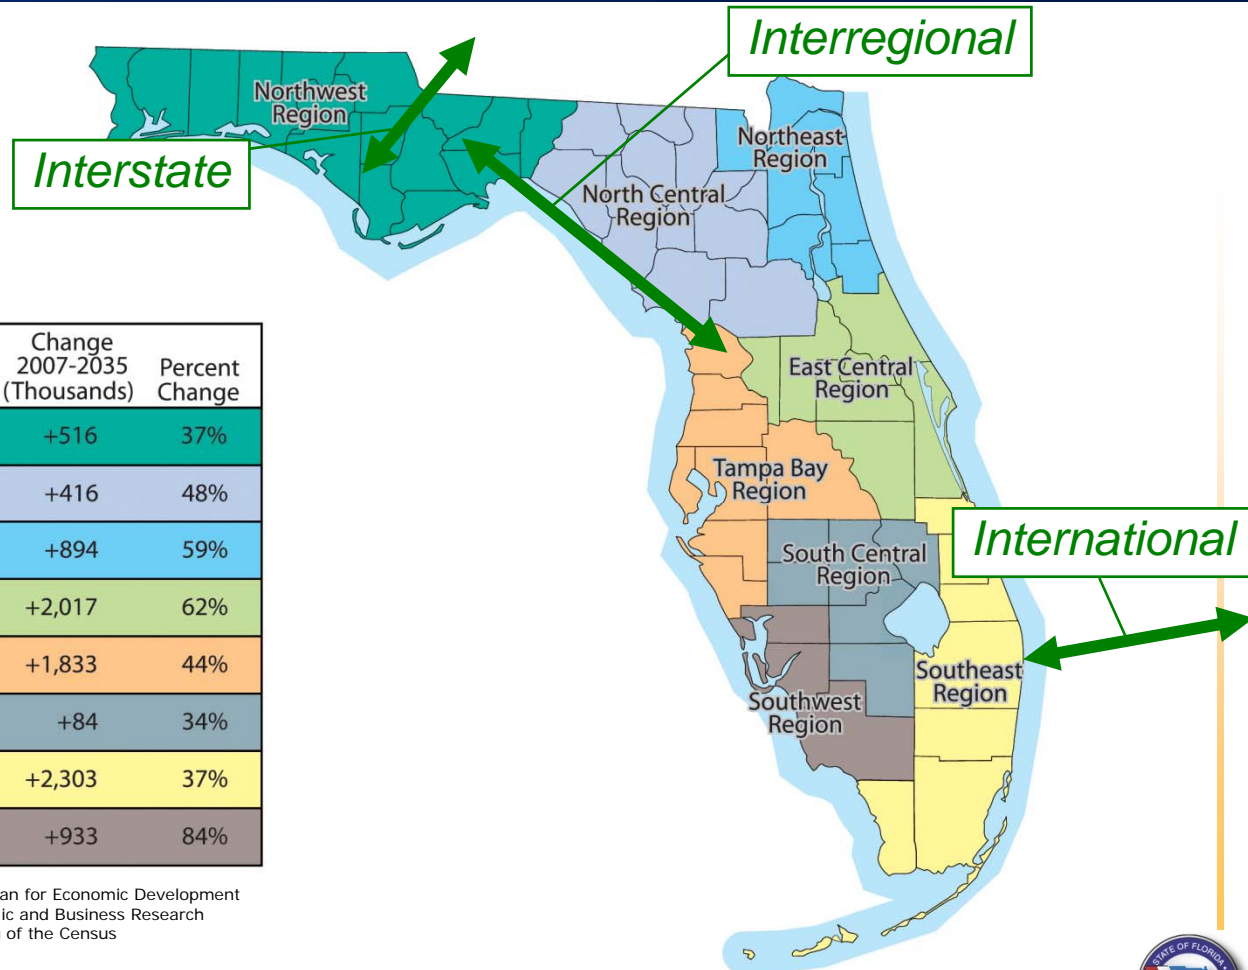 Interregional
Northwest
Region
Northeast
Region
Interstate
North Central
Region
Change
2007-2035
(Thousands)
Percent
Change
+516 37%
+416 48%
+894 59%
+2,017 62%
+1,833 44%
+84 34%
+2,303 37%
+933 84%
East Central
Region
Tampa Bay
Region
International
South Central
Region
Southeast
Region
Southwest
Region
an for Economic Development
ic and Business Research
of the Census
STATE OF FLORIDA